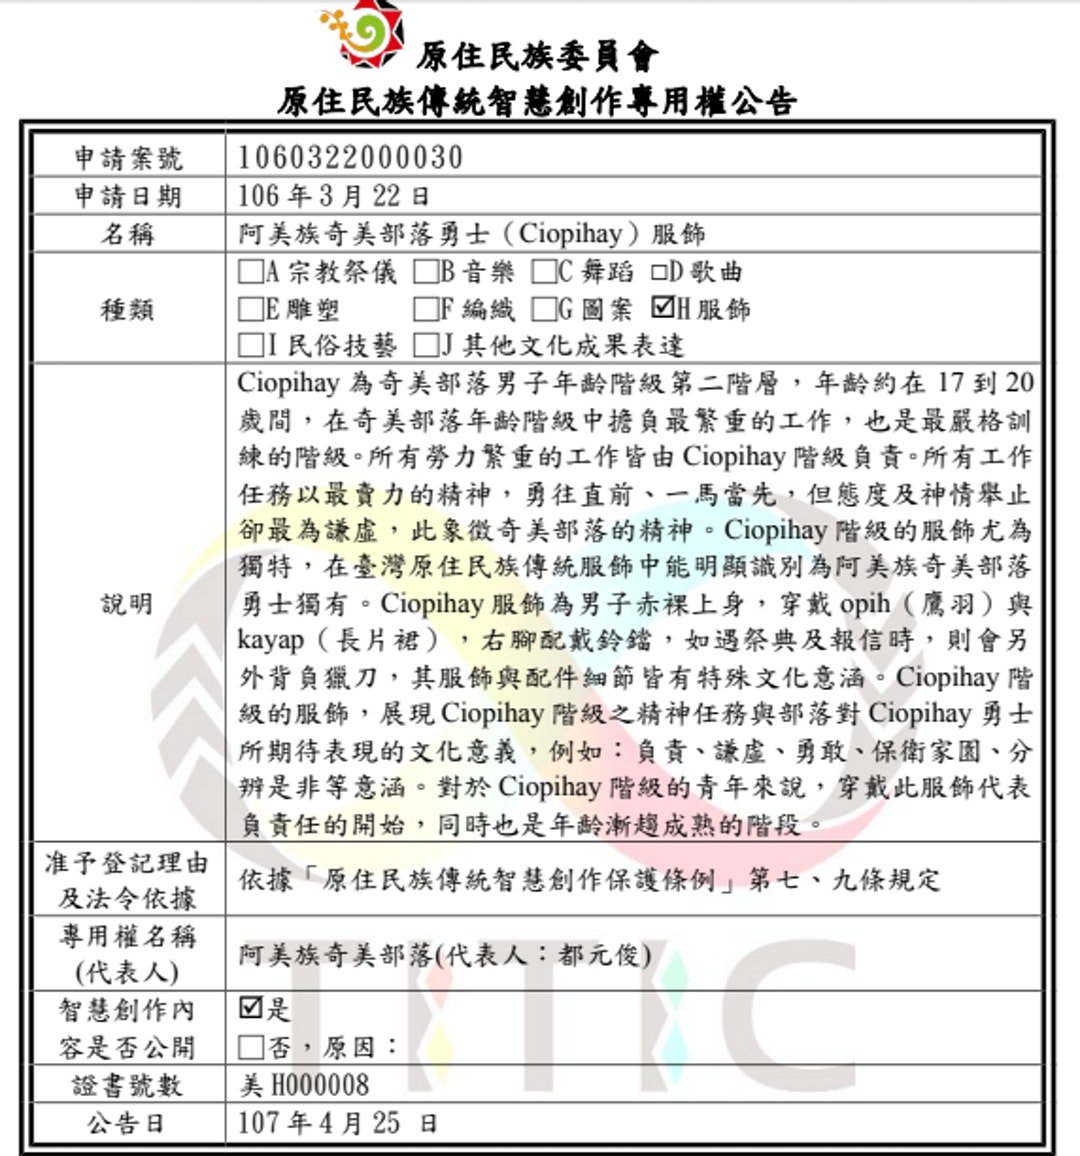 原住民族委員會
原住民族傳統智慧創作專用權公告
申請案號 1060322000030
申請日期 106 年 3 月 22 日
名稱 阿美族奇美部落勇士（Ciopihay）服飾
種類
□A 宗教祭儀 □B 音樂 □C 舞蹈 □D 歌曲
□E 雕塑 □F 編織 □G 圖案 ☑H 服飾
□I 民俗技藝 □J 其他文化成果表達
說明
Ciopihay 為奇美部落男子年齡階級第二階層，年齡約在 17 到 20
歲間，在奇美部落年齡階級中擔負最繁重的工作，也是最嚴格訓
練的階級。所有勞力繁重的工作皆由 Ciopihay 階級負責。所有工作
任務以最賣力的精神，勇往直前、一馬當先，但態度及神情舉止
卻最為謙虛，此象徵奇美部落的精神。Ciopihay 階級的服飾尤為
獨特，在臺灣原住民族傳統服飾中能明顯識別為阿美族奇美部落
勇士獨有。Ciopihay 服飾為男子赤裸上身，穿戴 opih（鷹羽）與
kayap（長片裙），右腳配戴鈴鐺，如遇祭典及報信時，則會另
外背負獵刀，其服飾與配件細節皆有特殊文化意涵。Ciopihay 階
級的服飾，展現 Ciopihay 階級之精神任務與部落對 Ciopihay 勇士
所期待表現的文化意義，例如：負責、謙虛、勇敢、保衛家園、分
辨是非等意涵。對於 Ciopihay 階級的青年來說，穿戴此服飾代表
負責任的開始，同時也是年齡漸趨成熟的階段。
准予登記理由
及法令依據
依據「原住民族傳統智慧創作保護條例」第七、九條規定
專用權名稱
(代表人)
阿美族奇美部落(代表人：都元俊)
智慧創作內
容是否公開
☑是
□否，原因：
證書號數 美 H000008
公告日 107 年 4 月 25 日
TITIC